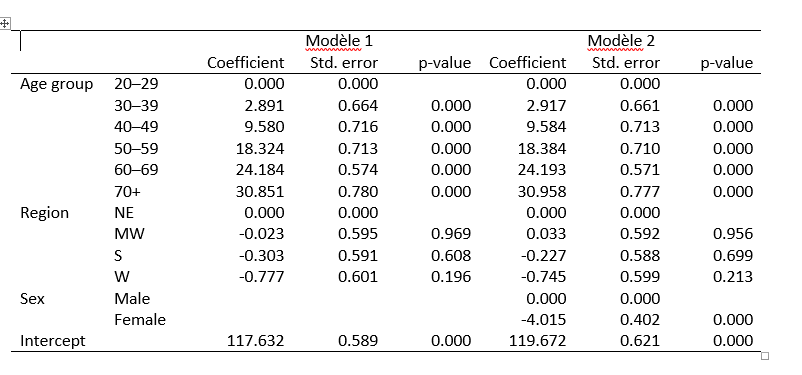 Modèle 1 Modèle 2
Coefficient Std. error p-value Coefficient Std. error p-value
Age group 20–29 0.000 0.000 0.000 0.000
30–39 2.891 0.664 0.000 2.917 0.661 0.000
40–49 9.580 0.716 0.000 9.584 0.713 0.000
50–59 18.324 0.713 0.000 18.384 0.710 0.000
60–69 24.184 0.574 0.000 24.193 0.571 0.000
70+ 30.851 0.780 0.000 30.958 0.777 0.000
Region NE 0.000 0.000 0.000 0.000
MW -0.023 0.595 0.969 0.033 0.592 0.956
S -0.303 0.591 0.608 -0.227 0.588 0.699
W -0.777 0.601 0.196 -0.745 0.599 0.213
Sex Male 0.000 0.000
Female -4.015 0.402 0.000
Intercept 117.632 0.589 0.000 119.672 0.621 0.000